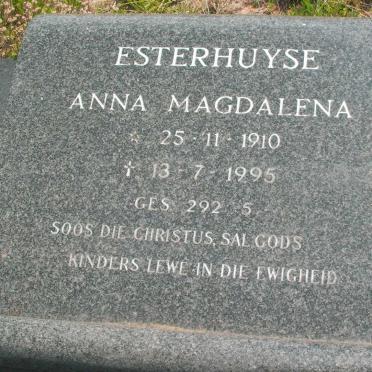 ESTERHUYSE
ANNA MAGDALENA
☆ 25-11-1910
✝ 13-7-1995
GES 292 5
SOOS DIE CHRISTUS, SAL GODS
KINDERS LEWE IN DIE EWIGHEID